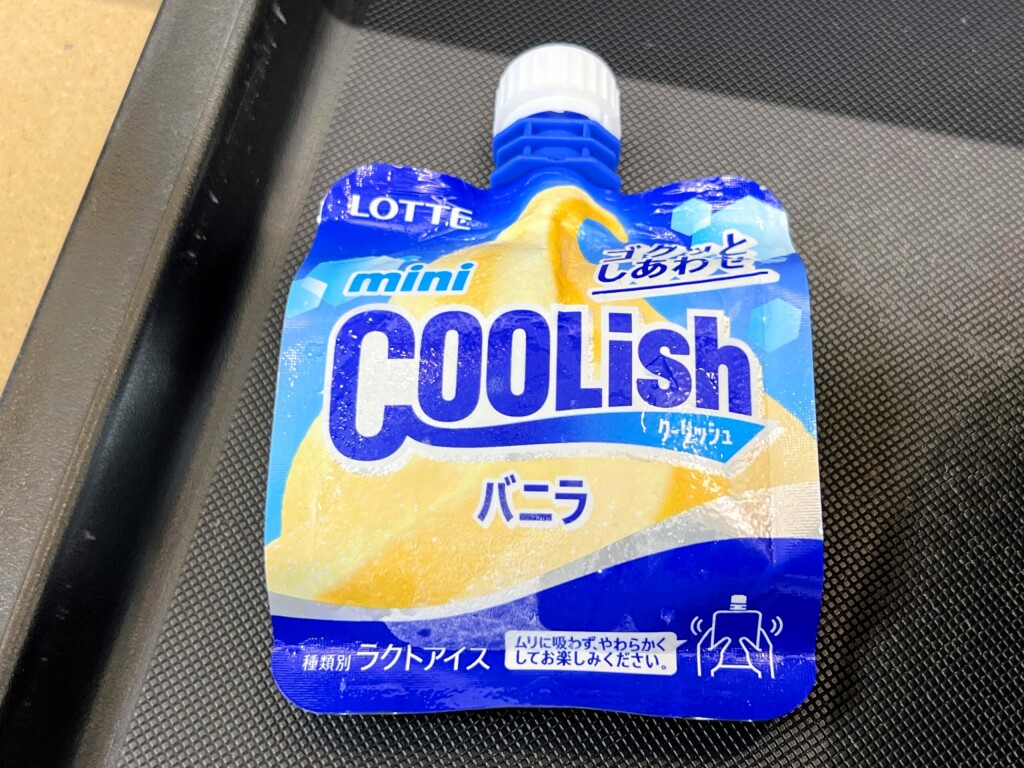 LOTTE
mini
ゴクッと
しあわせ
COOLish
クーリッシュ
バニラ
種類別 ラクトアイス
ムリに吸わず、やわらかく
してお楽しみください。